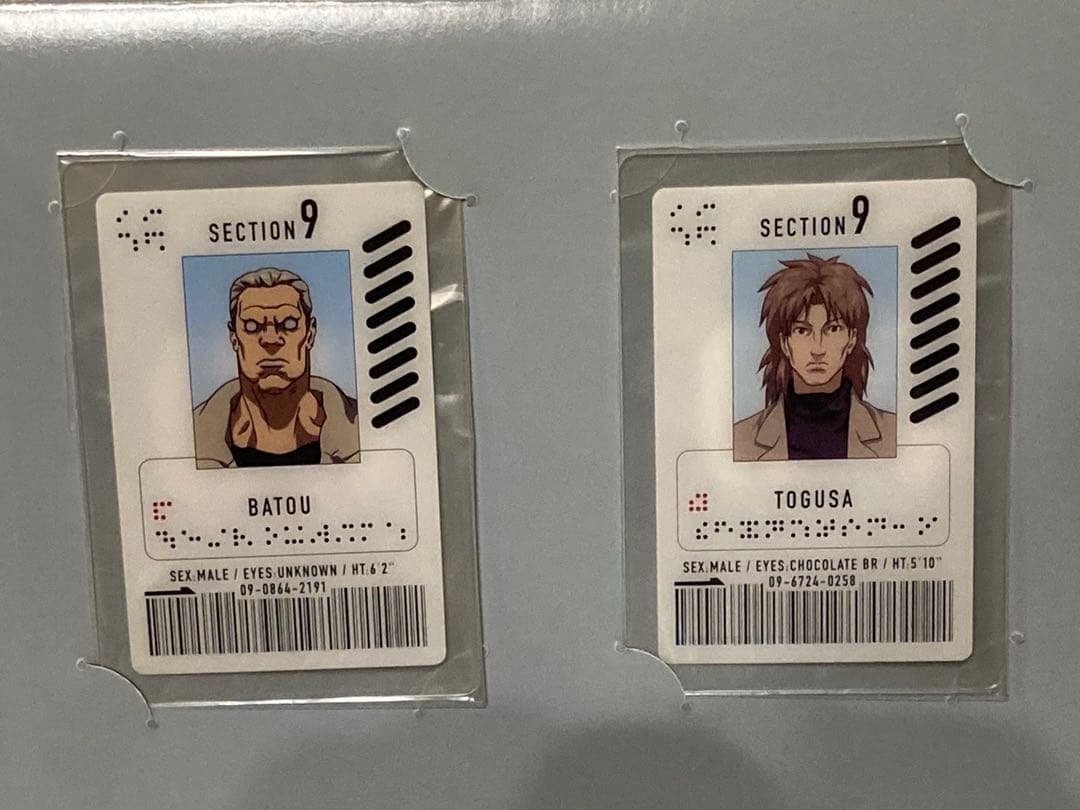 SECTION 9
BATOU
SEX:MALE / EYES:UNKNOWN / HT:6'2"
09-0864-2191
SECTION 9
TOGUSA
SEX:MALE / EYES:CHOCOLATE BR / HT:5'10"
09-6724-0258